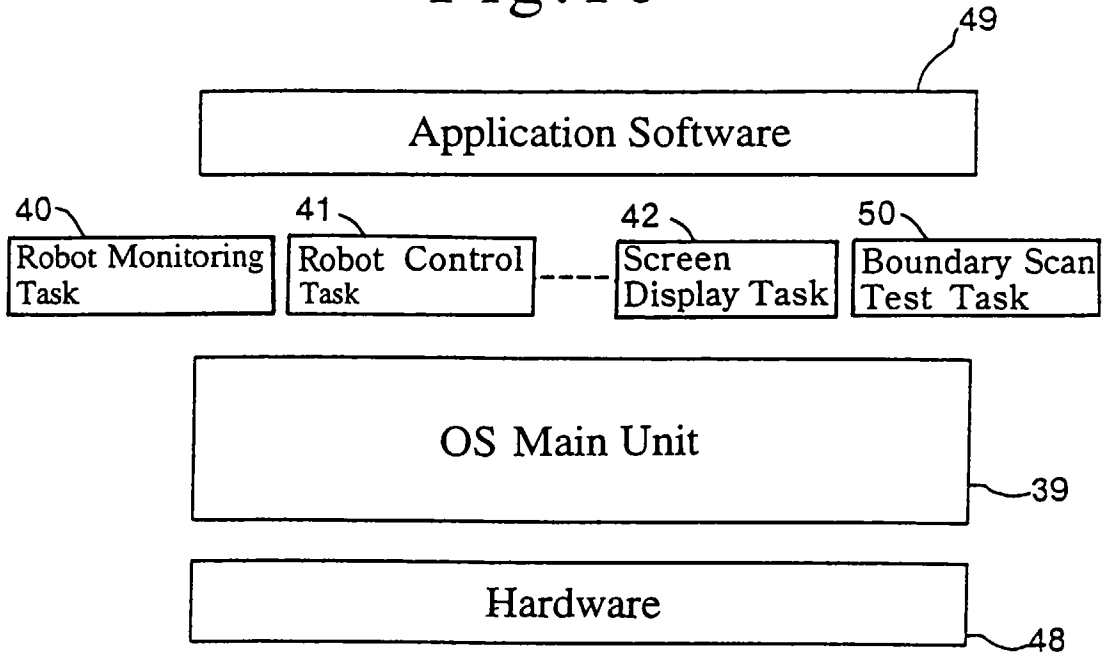 49
Application Software
40
41
42
50
Robot Monitoring
Task
Robot Control
Task
Screen
Display Task
Boundary Scan
Test Task
OS Main Unit
39
Hardware
48